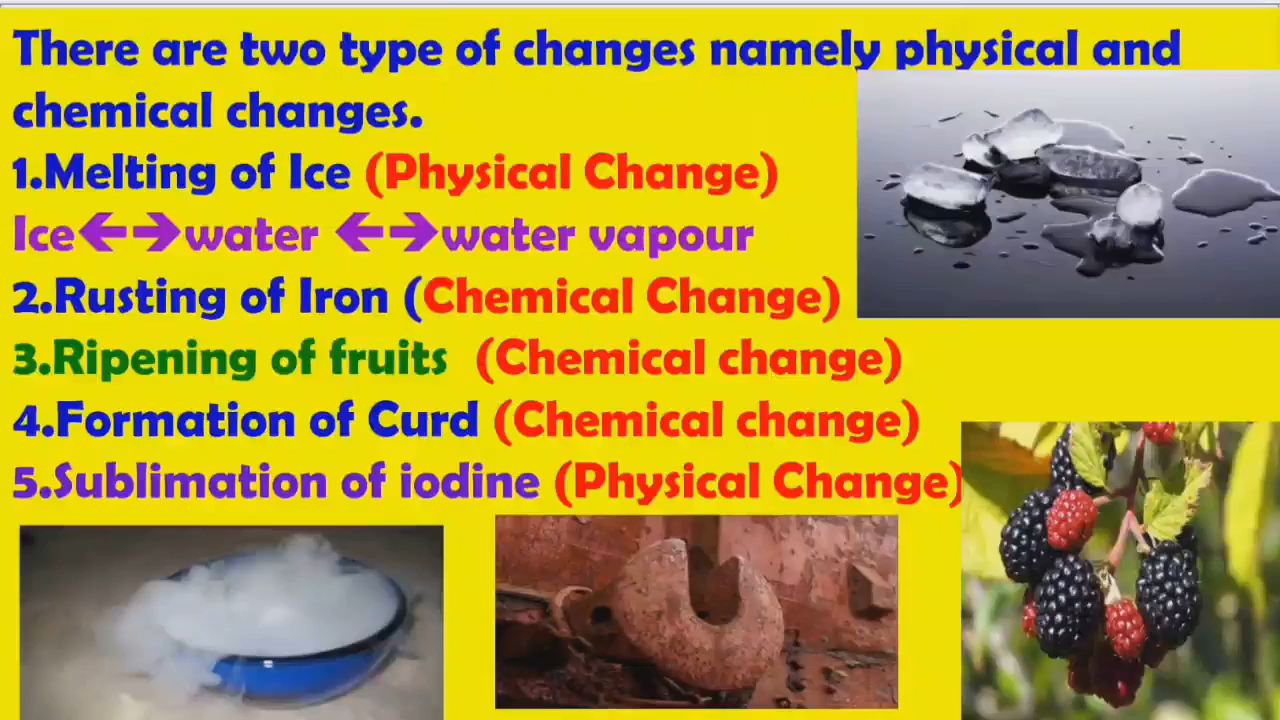 There are two type of changes namely physical and
chemical changes.
1.Melting of Ice (Physical Change)
Ice←→water ←→water vapour
2.Rusting of Iron (Chemical Change)
3.Ripening of fruits (Chemical change)
4.Formation of Curd (Chemical change)
5.Sublimation of iodine (Physical Change)